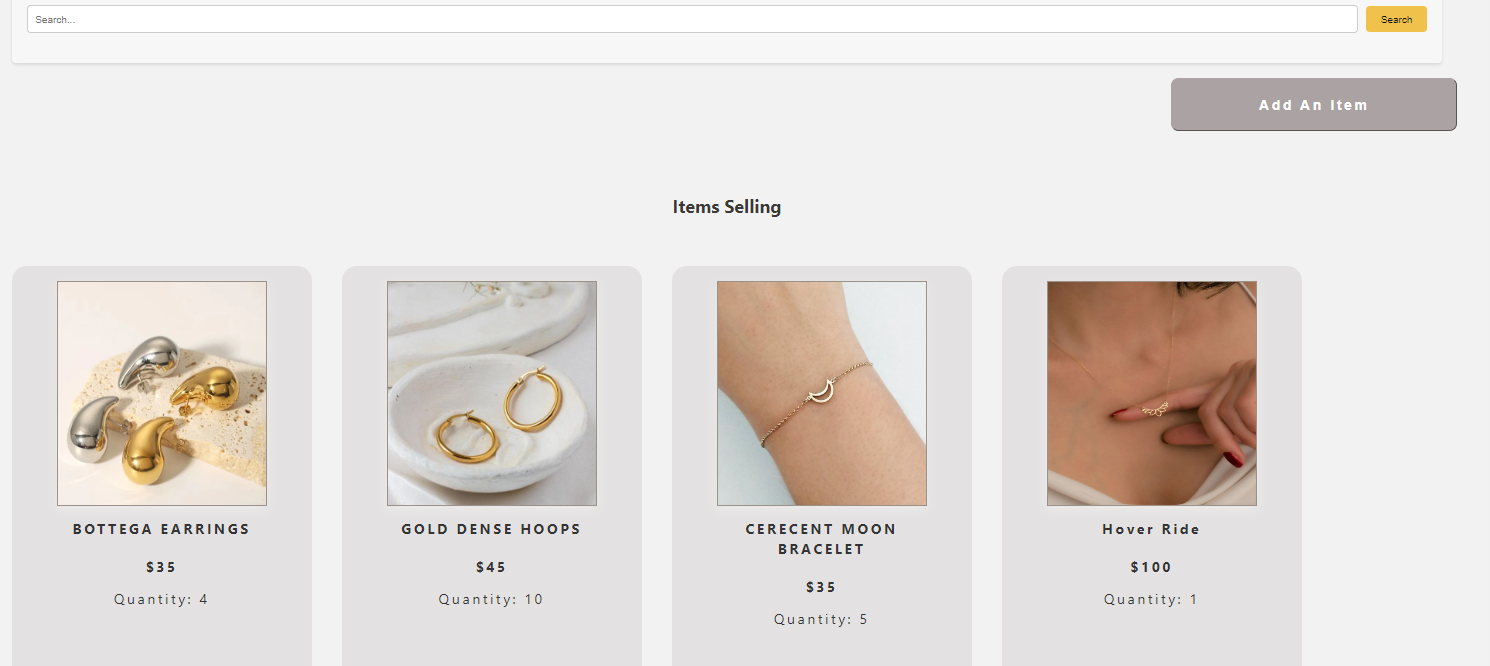 Search...
Search
Add An Item
Items Selling
BOTTEGA EARRINGS
$35
Quantity: 4
GOLD DENSE HOOPS
$45
Quantity: 10
CERECENT MOON
BRACELET
$35
Quantity: 5
Hover Ride
$100
Quantity: 1